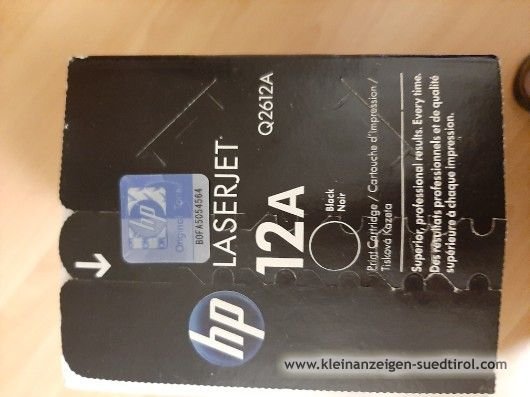 hp
LASERJET
12A
Q2612A
hp
Original
B0FA5054564
Black
Noir
Print Cartridge / Cartouche d'impression /
Tisková Kazeta
Superior, professional results. Every time.
Des résultats professionnels et de qualité
supérieure à chaque impression.
www.kleinanzeigen-suedtirol.com